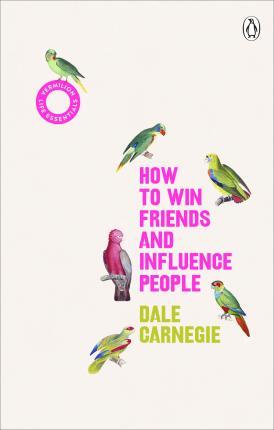 VERMILION
LIFE ESSENTIALS
HOW
TO WIN
FRIENDS
AND
INFLUENCE
PEOPLE
DALE
CARNEGIE